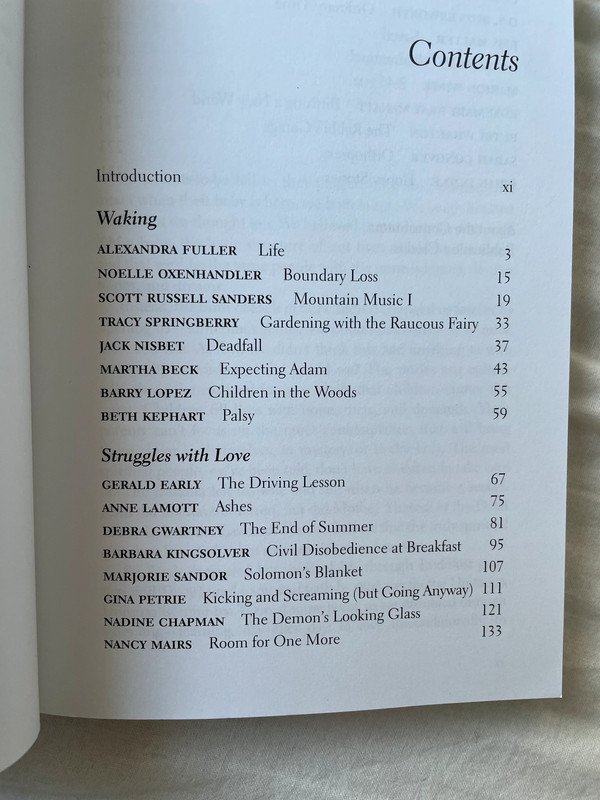 Contents
Introduction xi
Waking
ALEXANDRA FULLER Life 3
NOELLE OXENHANDLER Boundary Loss 15
SCOTT RUSSELL SANDERS Mountain Music I 19
TRACY SPRINGBERRY Gardening with the Raucous Fairy 33
JACK NISBET Deadfall 37
MARTHA BECK Expecting Adam 43
BARRY LOPEZ Children in the Woods 55
BETH KEPHART Palsy 59
Struggles with Love
GERALD EARLY The Driving Lesson 67
ANNE LAMOTT Ashes 75
DEBRA GWARTNEY The End of Summer 81
BARBARA KINGSOLVER Civil Disobedience at Breakfast 95
MARJORIE SANDOR Solomon's Blanket 107
GINA PETRIE Kicking and Screaming (but Going Anyway) 111
NADINE CHAPMAN The Demon's Looking Glass 121
NANCY MAIRS Room for One More 133